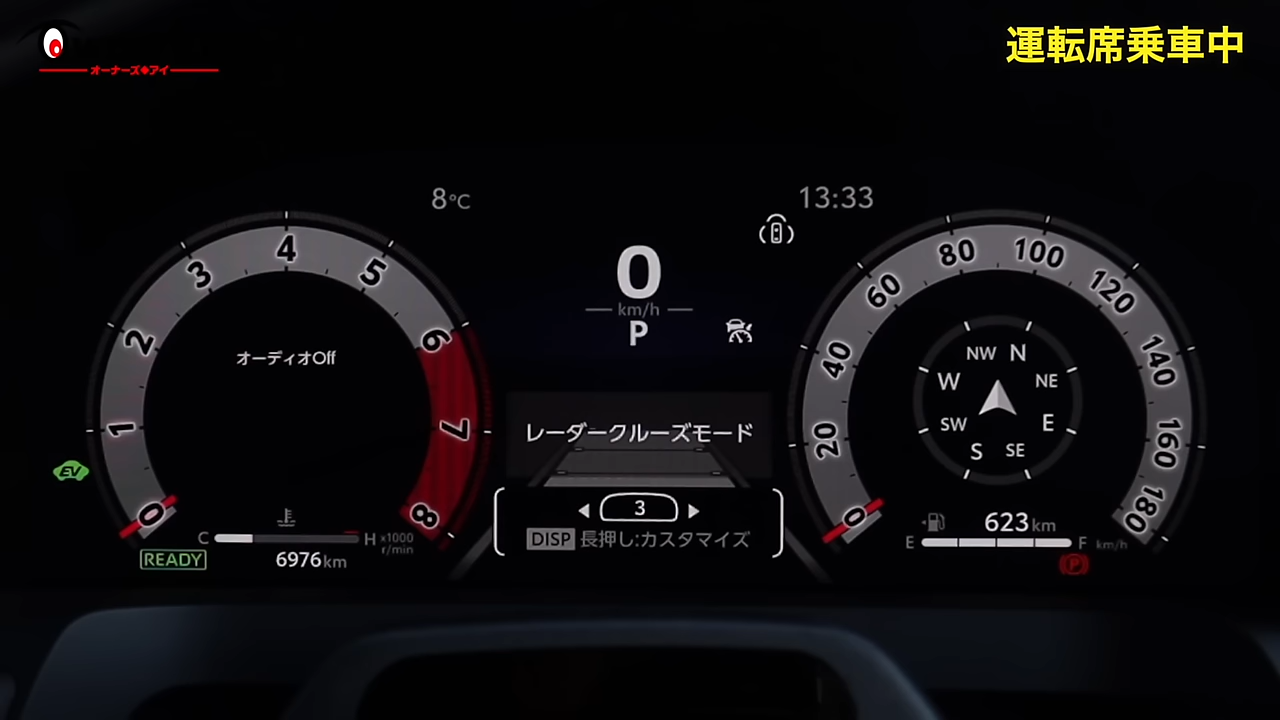 オーナーズ◆アイ
運転席乗車中
8℃
13:33
0
km/h
P
0 1 2 3 4 5 6 7 8
x1000
r/min
オーディオOff
EV
C H
READY
6976km
レーダークルーズモード
3
DISP 長押し:カスタマイズ
0 20 40 60 80 100 120 140 160 180
km/h
NW N NE
W E
SW S SE
623km
E F
P